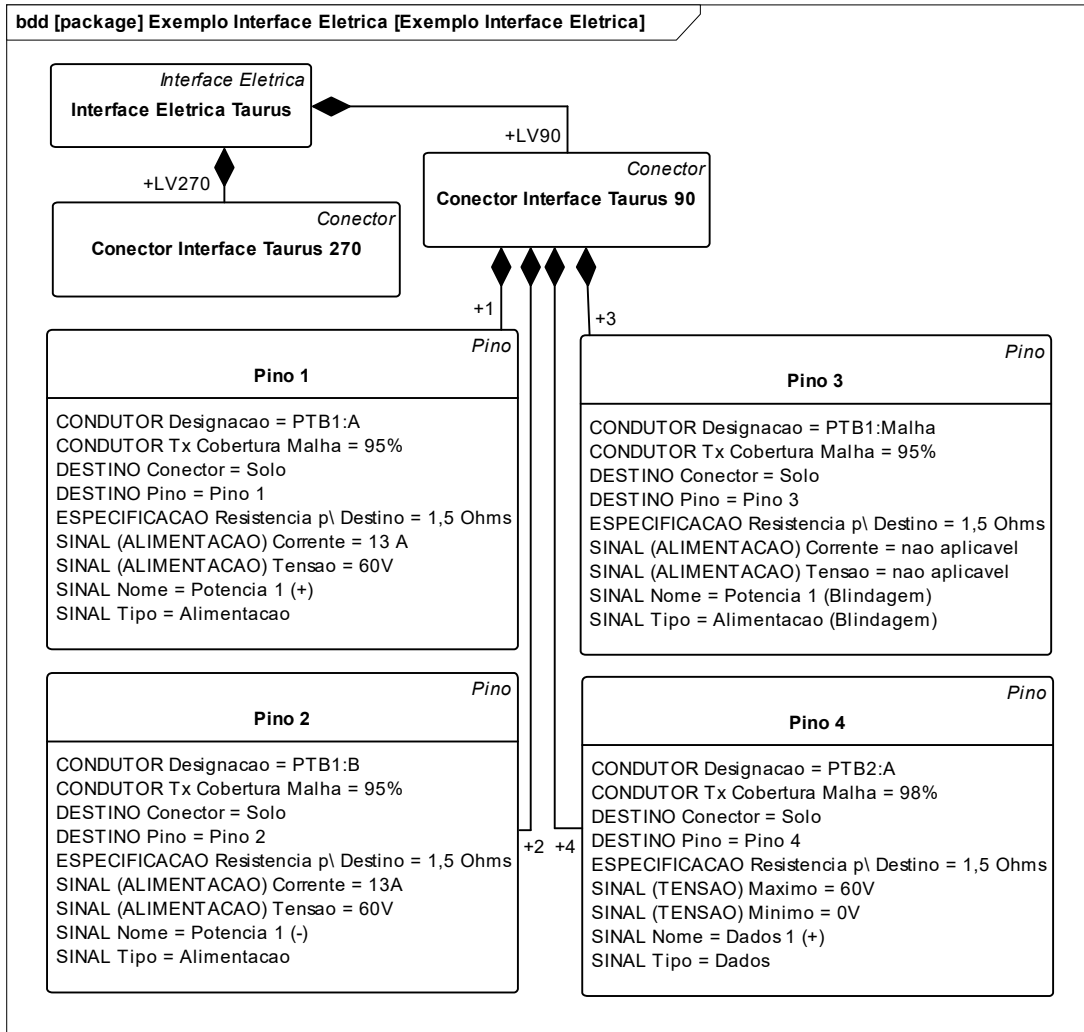 bdd [package] Exemplo Interface Eletrica [Exemplo Interface Eletrica]
Interface Eletrica
Interface Eletrica Taurus
+LV90
+LV270
Conector
Conector Interface Taurus 90
Conector
Conector Interface Taurus 270
+1
+3
Pino
Pino 1
CONDUTOR Designacao = PTB1:A
CONDUTOR Tx Cobertura Malha = 95%
DESTINO Conector = Solo
DESTINO Pino = Pino 1
ESPECIFICACAO Resistencia p\ Destino = 1,5 Ohms
SINAL (ALIMENTACAO) Corrente = 13 A
SINAL (ALIMENTACAO) Tensao = 60V
SINAL Nome = Potencia 1 (+)
SINAL Tipo = Alimentacao
Pino
Pino 3
CONDUTOR Designacao = PTB1:Malha
CONDUTOR Tx Cobertura Malha = 95%
DESTINO Conector = Solo
DESTINO Pino = Pino 3
ESPECIFICACAO Resistencia p\ Destino = 1,5 Ohms
SINAL (ALIMENTACAO) Corrente = nao aplicavel
SINAL (ALIMENTACAO) Tensao = nao aplicavel
SINAL Nome = Potencia 1 (Blindagem)
SINAL Tipo = Alimentacao (Blindagem)
Pino
Pino 2
CONDUTOR Designacao = PTB1:B
CONDUTOR Tx Cobertura Malha = 95%
DESTINO Conector = Solo
DESTINO Pino = Pino 2
ESPECIFICACAO Resistencia p\ Destino = 1,5 Ohms
SINAL (ALIMENTACAO) Corrente = 13A
SINAL (ALIMENTACAO) Tensao = 60V
SINAL Nome = Potencia 1 (-)
SINAL Tipo = Alimentacao
+2
+4
Pino
Pino 4
CONDUTOR Designacao = PTB2:A
CONDUTOR Tx Cobertura Malha = 98%
DESTINO Conector = Solo
DESTINO Pino = Pino 4
ESPECIFICACAO Resistencia p\ Destino = 1,5 Ohms
SINAL (TENSAO) Maximo = 60V
SINAL (TENSAO) Minimo = 0V
SINAL Nome = Dados 1 (+)
SINAL Tipo = Dados